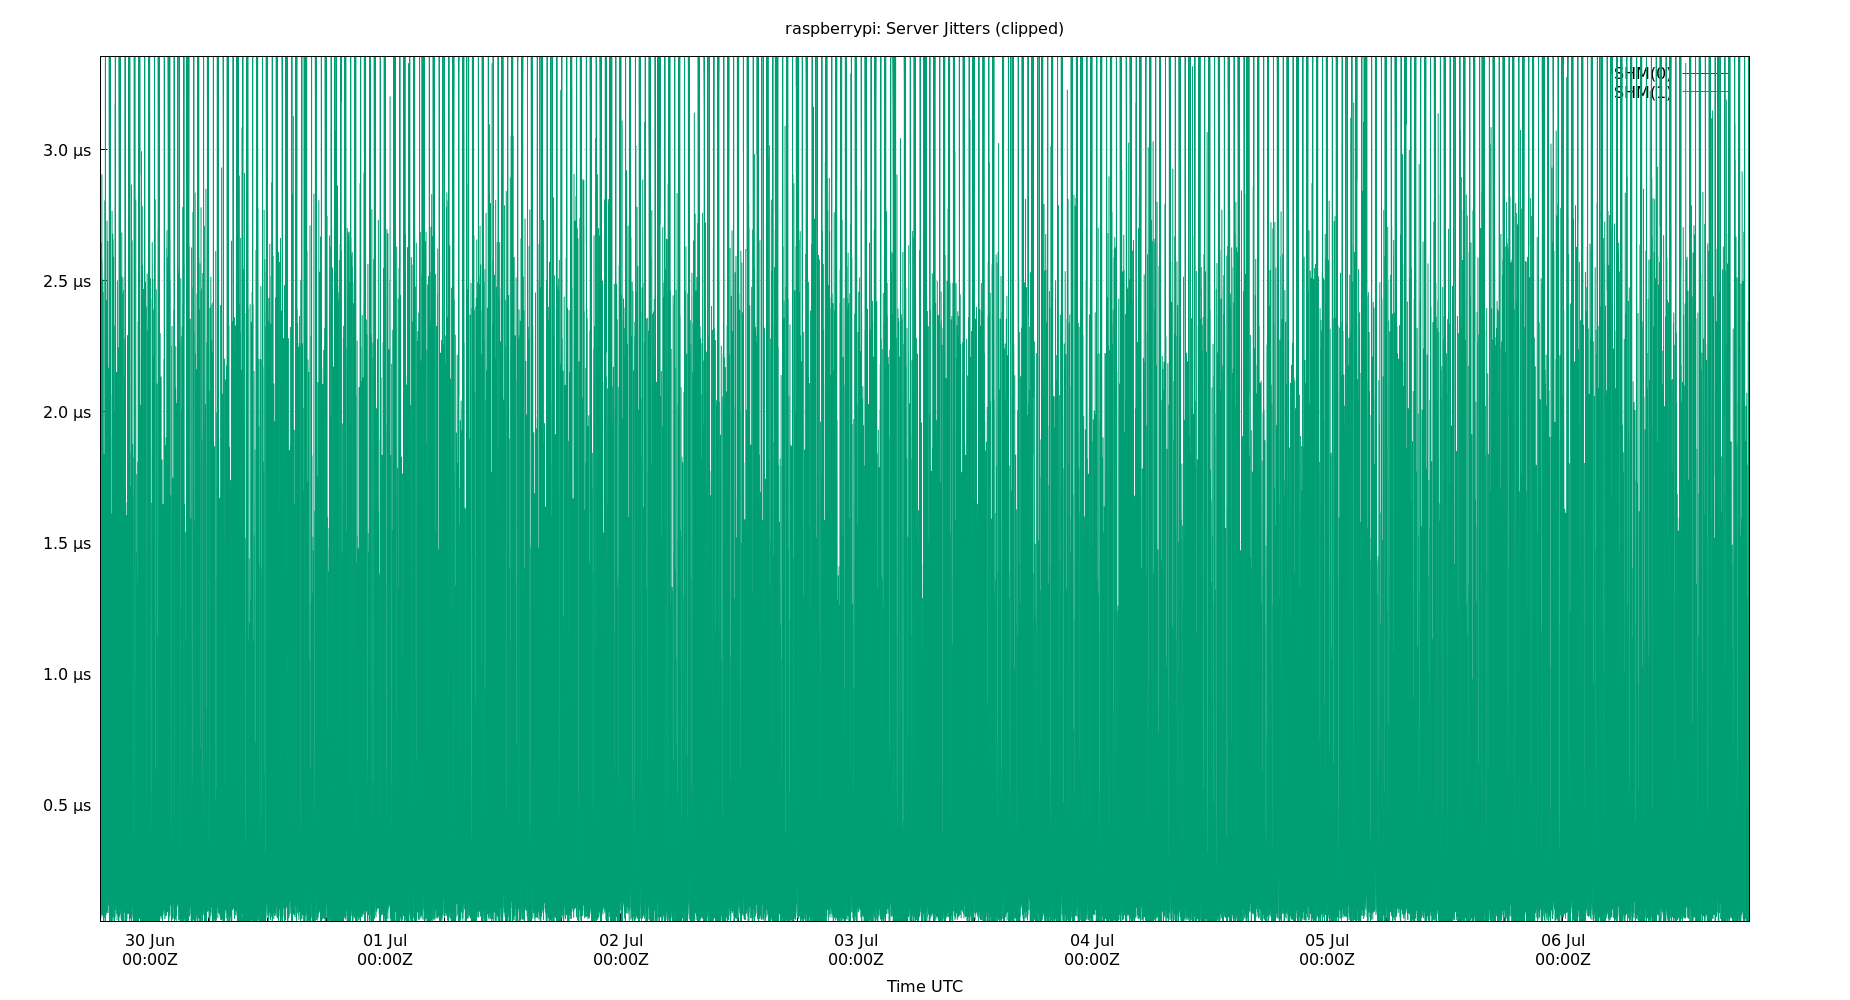 raspberrypi: Server Jitters (clipped)
SHM(0)
SHM(1)
3.0 µs
2.5 µs
2.0 µs
1.5 µs
1.0 µs
0.5 µs
30 Jun 01 Jul 02 Jul 03 Jul 04 Jul 05 Jul 06 Jul
00:00Z 00:00Z 00:00Z 00:00Z 00:00Z 00:00Z 00:00Z
Time UTC